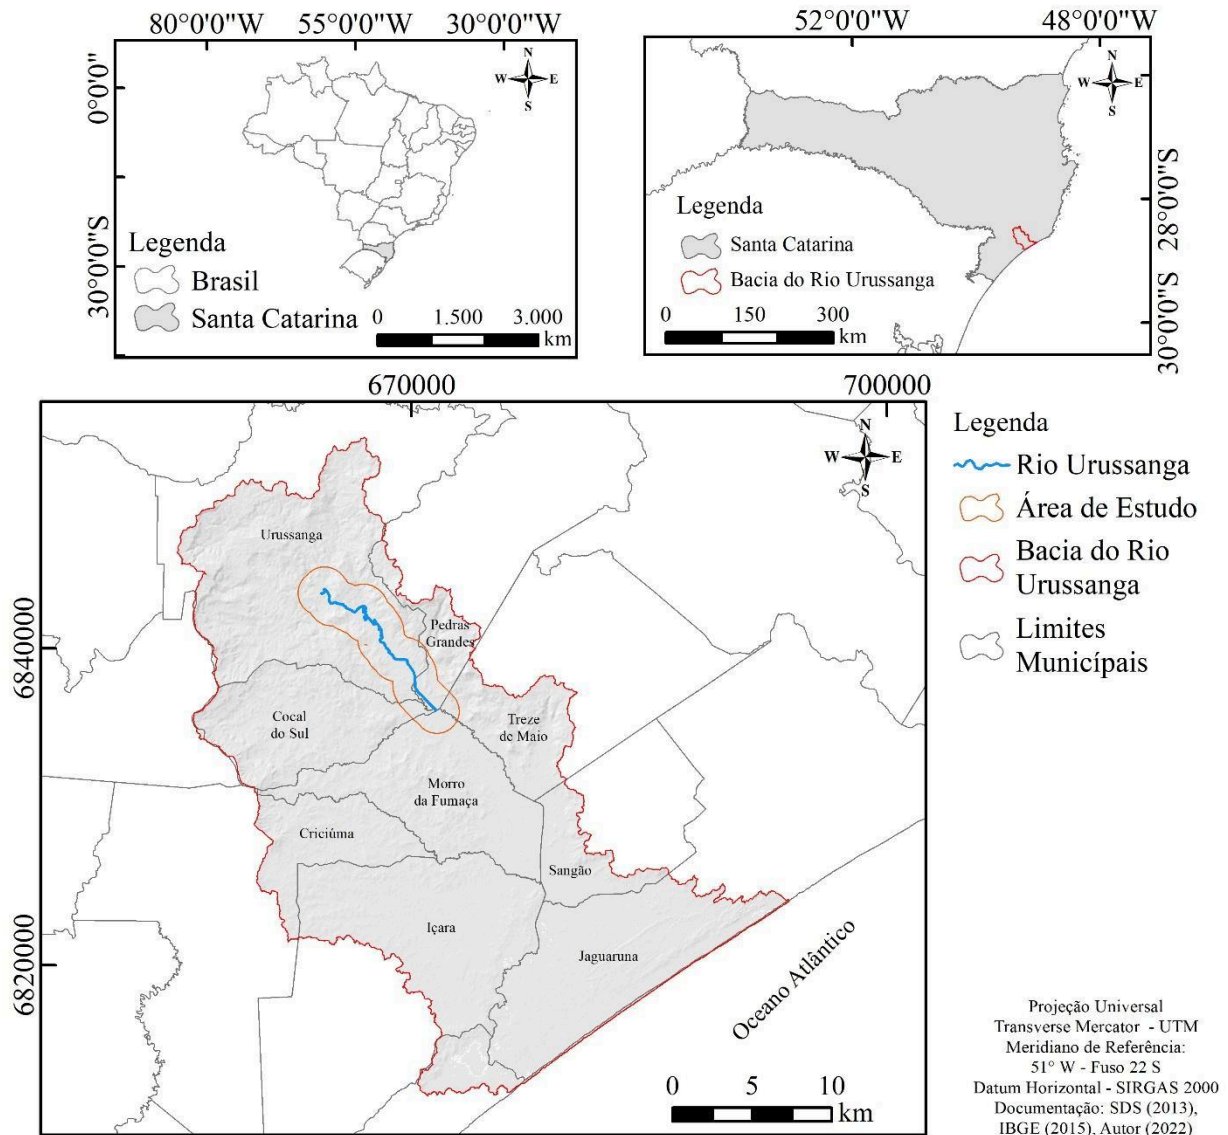 80°0'0"W 55°0'0"W 30°0'0"W
0°0'0"
30°0'0"S
N
W E
S
Legenda
Brasil
Santa Catarina
0 1.500 3.000
km
52°0'0"W 48°0'0"W
28°0'0"S
30°0'0"S
N
W E
S
Legenda
Santa Catarina
Bacia do Rio Urussanga
0 150 300
km
670000 700000
6840000
6820000
N
W E
S
Urussanga
Pedras
Grandes
Cocal
do Sul
Treze
de Maio
Morro
da Fumaça
Criciúma
Sangão
Içara
Jaguaruna
Oceano Atlântico
0 5 10
km
Legenda
Rio Urussanga
Área de Estudo
Bacia do Rio
Urussanga
Limites
Municípais
Projeção Universal
Transverse Mercator - UTM
Meridiano de Referência:
51° W - Fuso 22 S
Datum Horizontal - SIRGAS 2000
Documentação: SDS (2013),
IBGE (2015), Autor (2022)